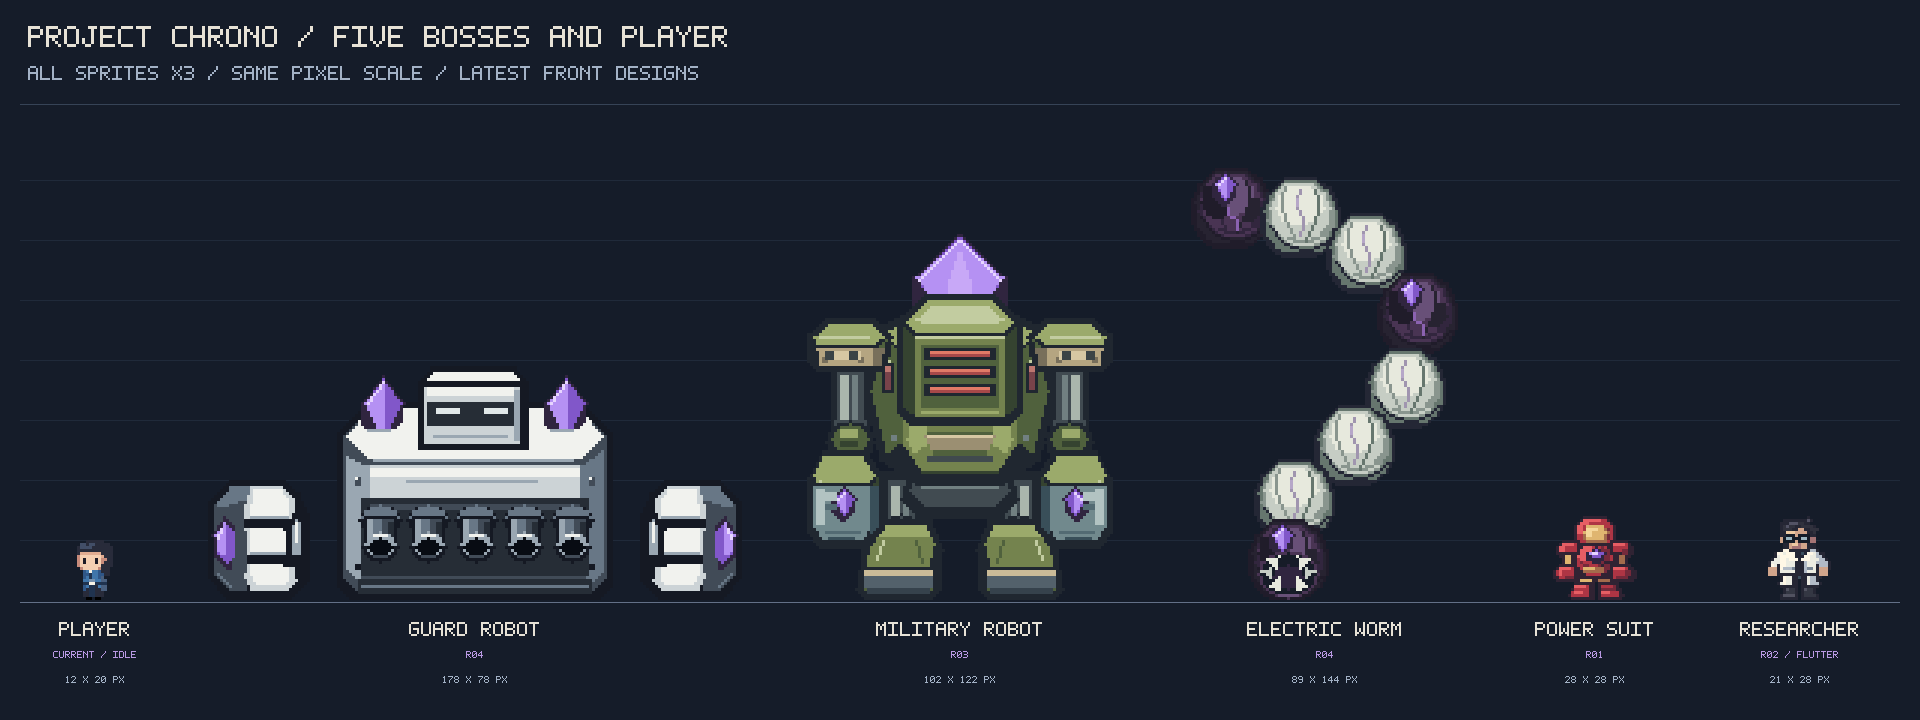 PROJECT CHRONO / FIVE BOSSES AND PLAYER
ALL SPRITES X3 / SAME PIXEL SCALE / LATEST FRONT DESIGNS
PLAYER
CURRENT / IDLE
12 X 20 PX
GUARD ROBOT
R04
178 X 78 PX
MILITARY ROBOT
R03
102 X 122 PX
ELECTRIC WORM
R04
89 X 144 PX
POWER SUIT
R01
28 X 28 PX
RESEARCHER
R02 / FLUTTER
21 X 28 PX